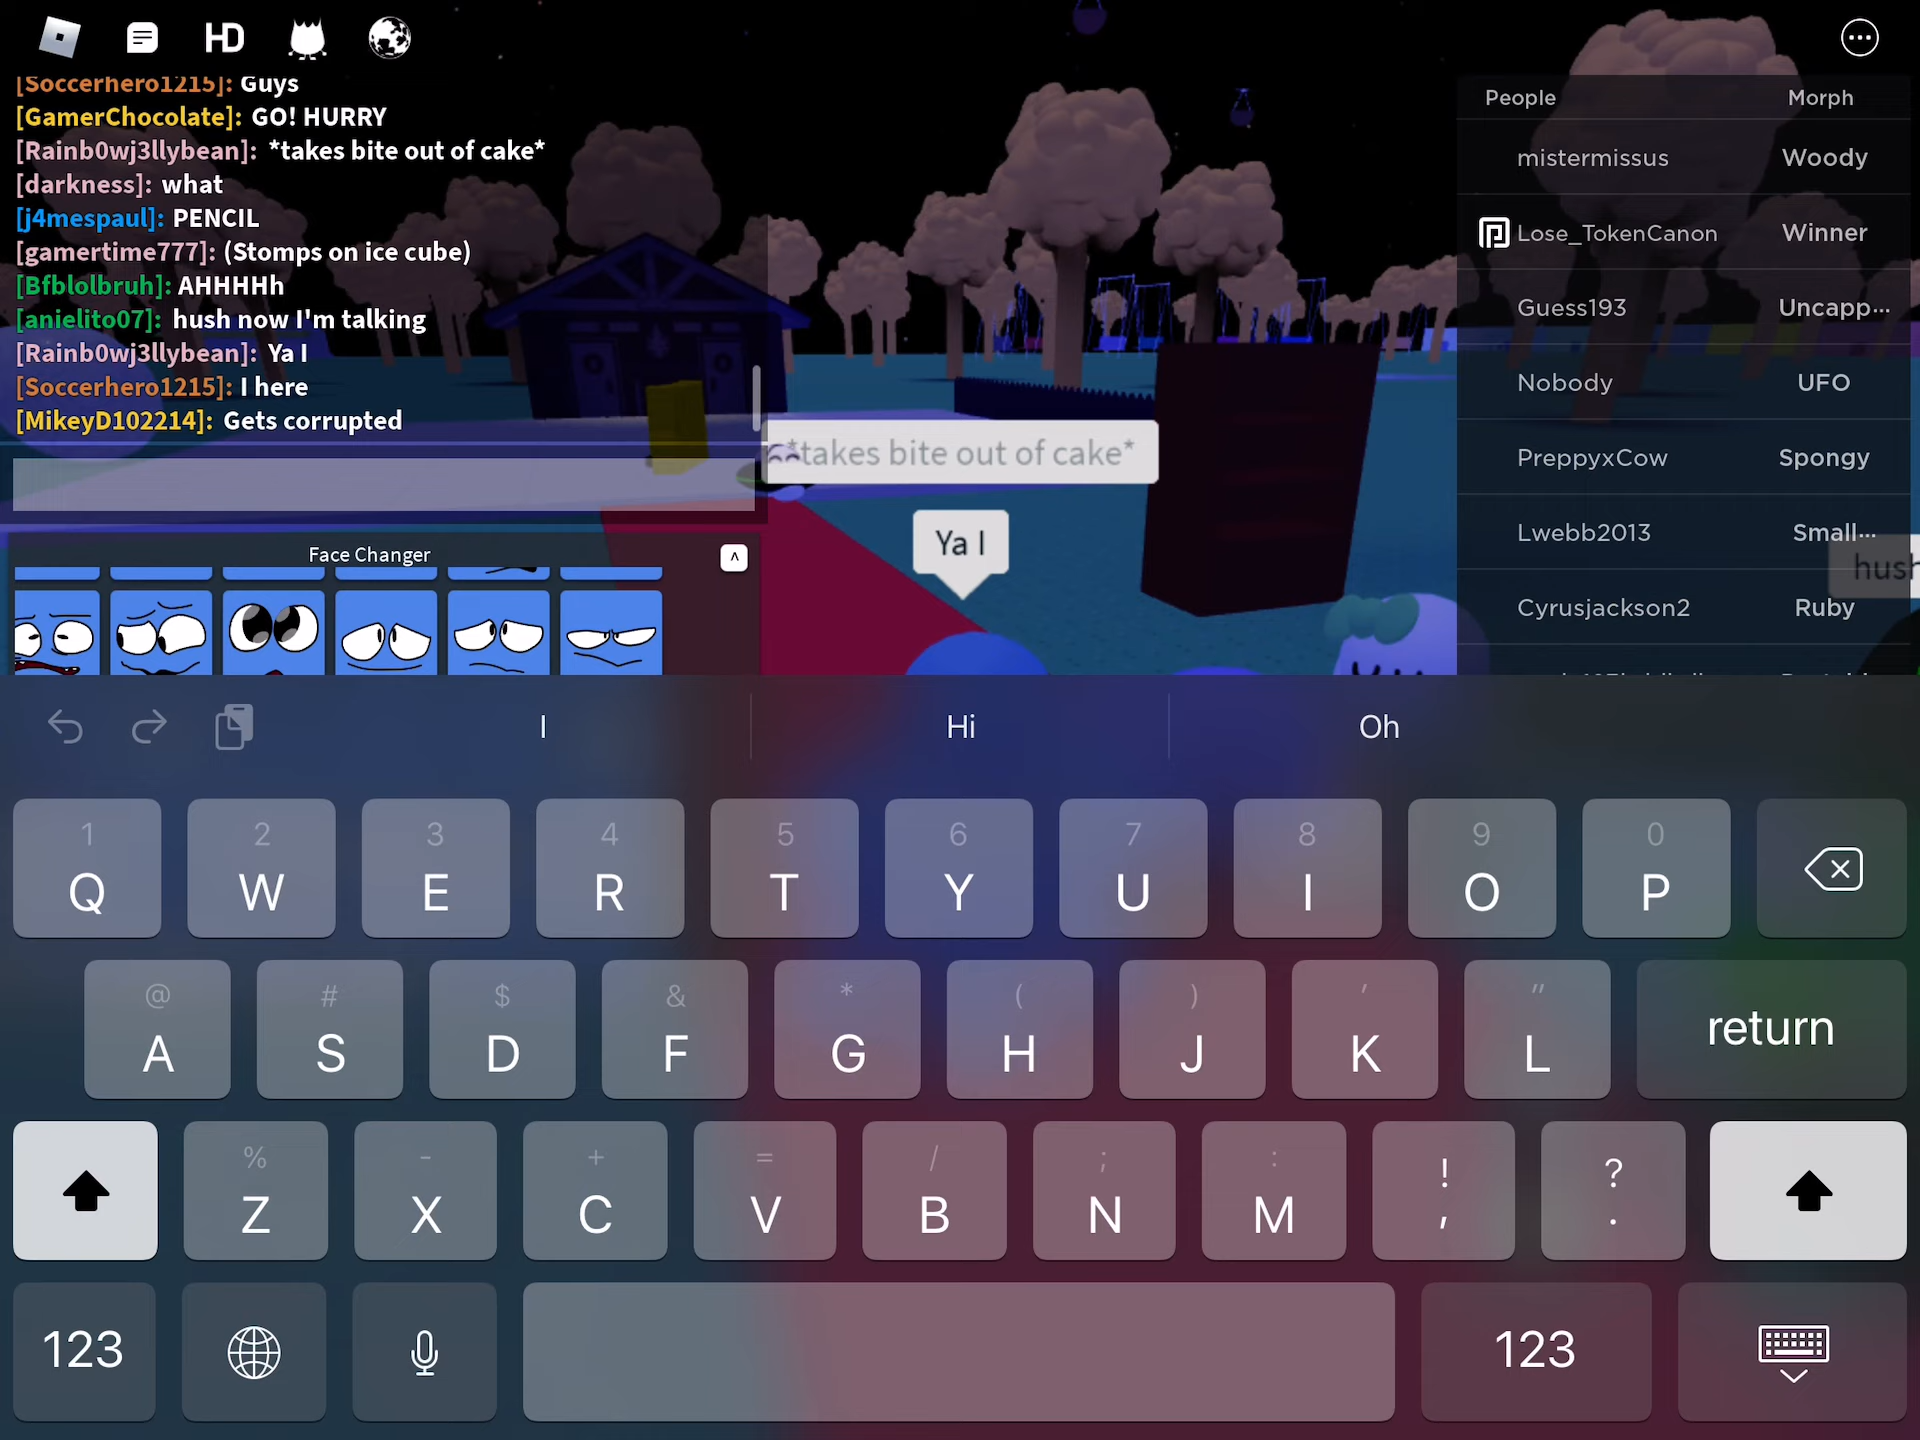 HD
[Soccerhero1215]: Guys
[GamerChocolate]: GO! HURRY
[Rainb0wj3llybean]: *takes bite out of cake*
[darkness]: what
[j4mespaul]: PENCIL
[gamertime777]: (Stomps on ice cube)
[Bfblolbruh]: AHHHHh
[anielito07]: hush now I'm talking
[Rainb0wj3llybean]: Ya I
[Soccerhero1215]: I here
[MikeyD102214]: Gets corrupted
*takes bite out of cake*
Ya I
hush
People Morph
mistermissus Woody
Lose_TokenCanon Winner
Guess193 Uncapp...
Nobody UFO
PreppyxCow Spongy
Lwebb2013 Small...
Cyrusjackson2 Ruby
Face Changer
I Hi Oh
1 2 3 4 5 6 7 8 9 0
Q W E R T Y U I O P
@ # $ & * ( ) ' "
A S D F G H J K L return
% - + = / ; : ! ?
Z X C V B N M , .
123 123